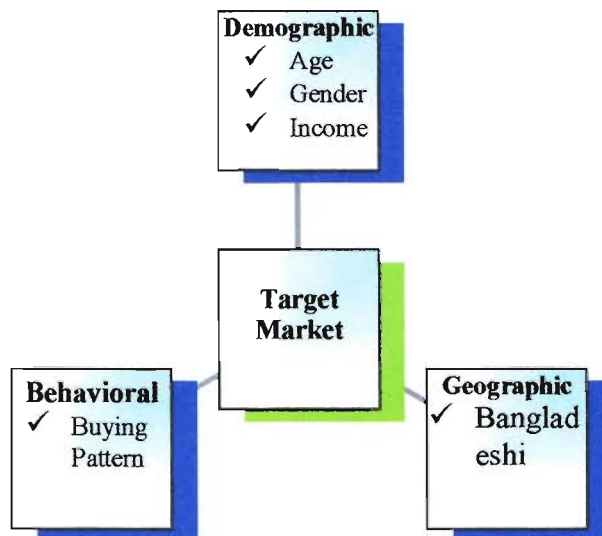 Demographic
✓ Age
✓ Gender
✓ Income
Target
Market
Behavioral
✓ Buying
Pattern
Geographic
✓ Banglad
eshi